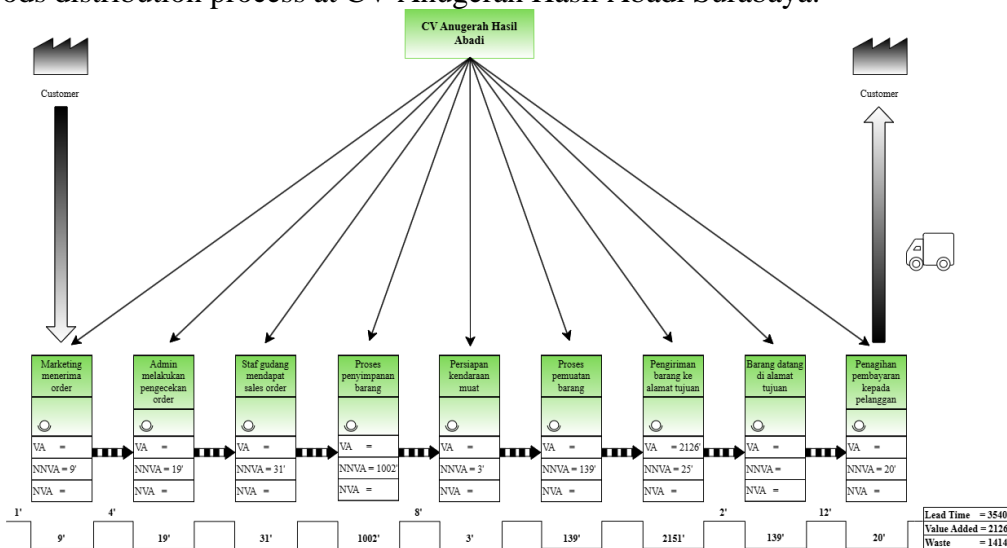 ods distribution process at CV Anugerah Hasil Abadi Surabaya.
CV Anugerah Hasil
Abadi
Customer
Customer
Marketing
menerima
order
VA =
NNVA = 9'
NVA =
Admin
melakukan
pengecekan
order
VA =
NNVA = 19'
NVA =
Staf gudang
mendapat
sales order
VA =
NNVA = 31'
NVA =
Proses
penyimpanan
barang
VA =
NNVA = 1002'
NVA =
Persiapan
kendaraan
muat
VA =
NNVA = 3'
NVA =
Proses
pemuatan
barang
VA =
NNVA = 139'
NVA =
Pengiriman
barang ke
alamat tujuan
VA = 2126'
NNVA = 25'
NVA =
Barang datang
di alamat
tujuan
VA =
NNVA =
NVA =
Penagihan
pembayaran
kepada
pelanggan
VA =
NNVA = 20'
NVA =
1' 4' 8' 2' 12'
9' 19' 31' 1002' 3' 139' 2151' 139' 20'
Lead Time = 3540
Value Added = 2126
Waste = 1414